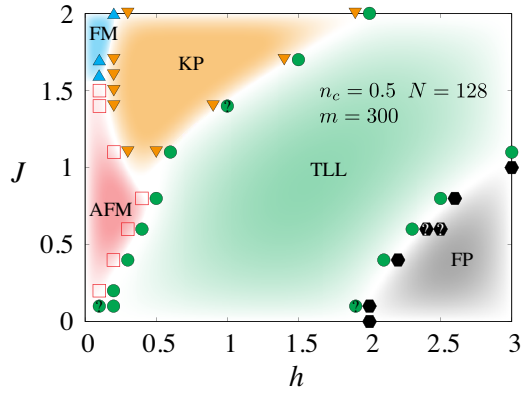 2
FM
KP
1.5
n_c = 0.5 N = 128
m = 300
J
1
TLL
AFM
0.5
FP
? ? ? ? ?
0
0 0.5 1 1.5 2 2.5 3
h